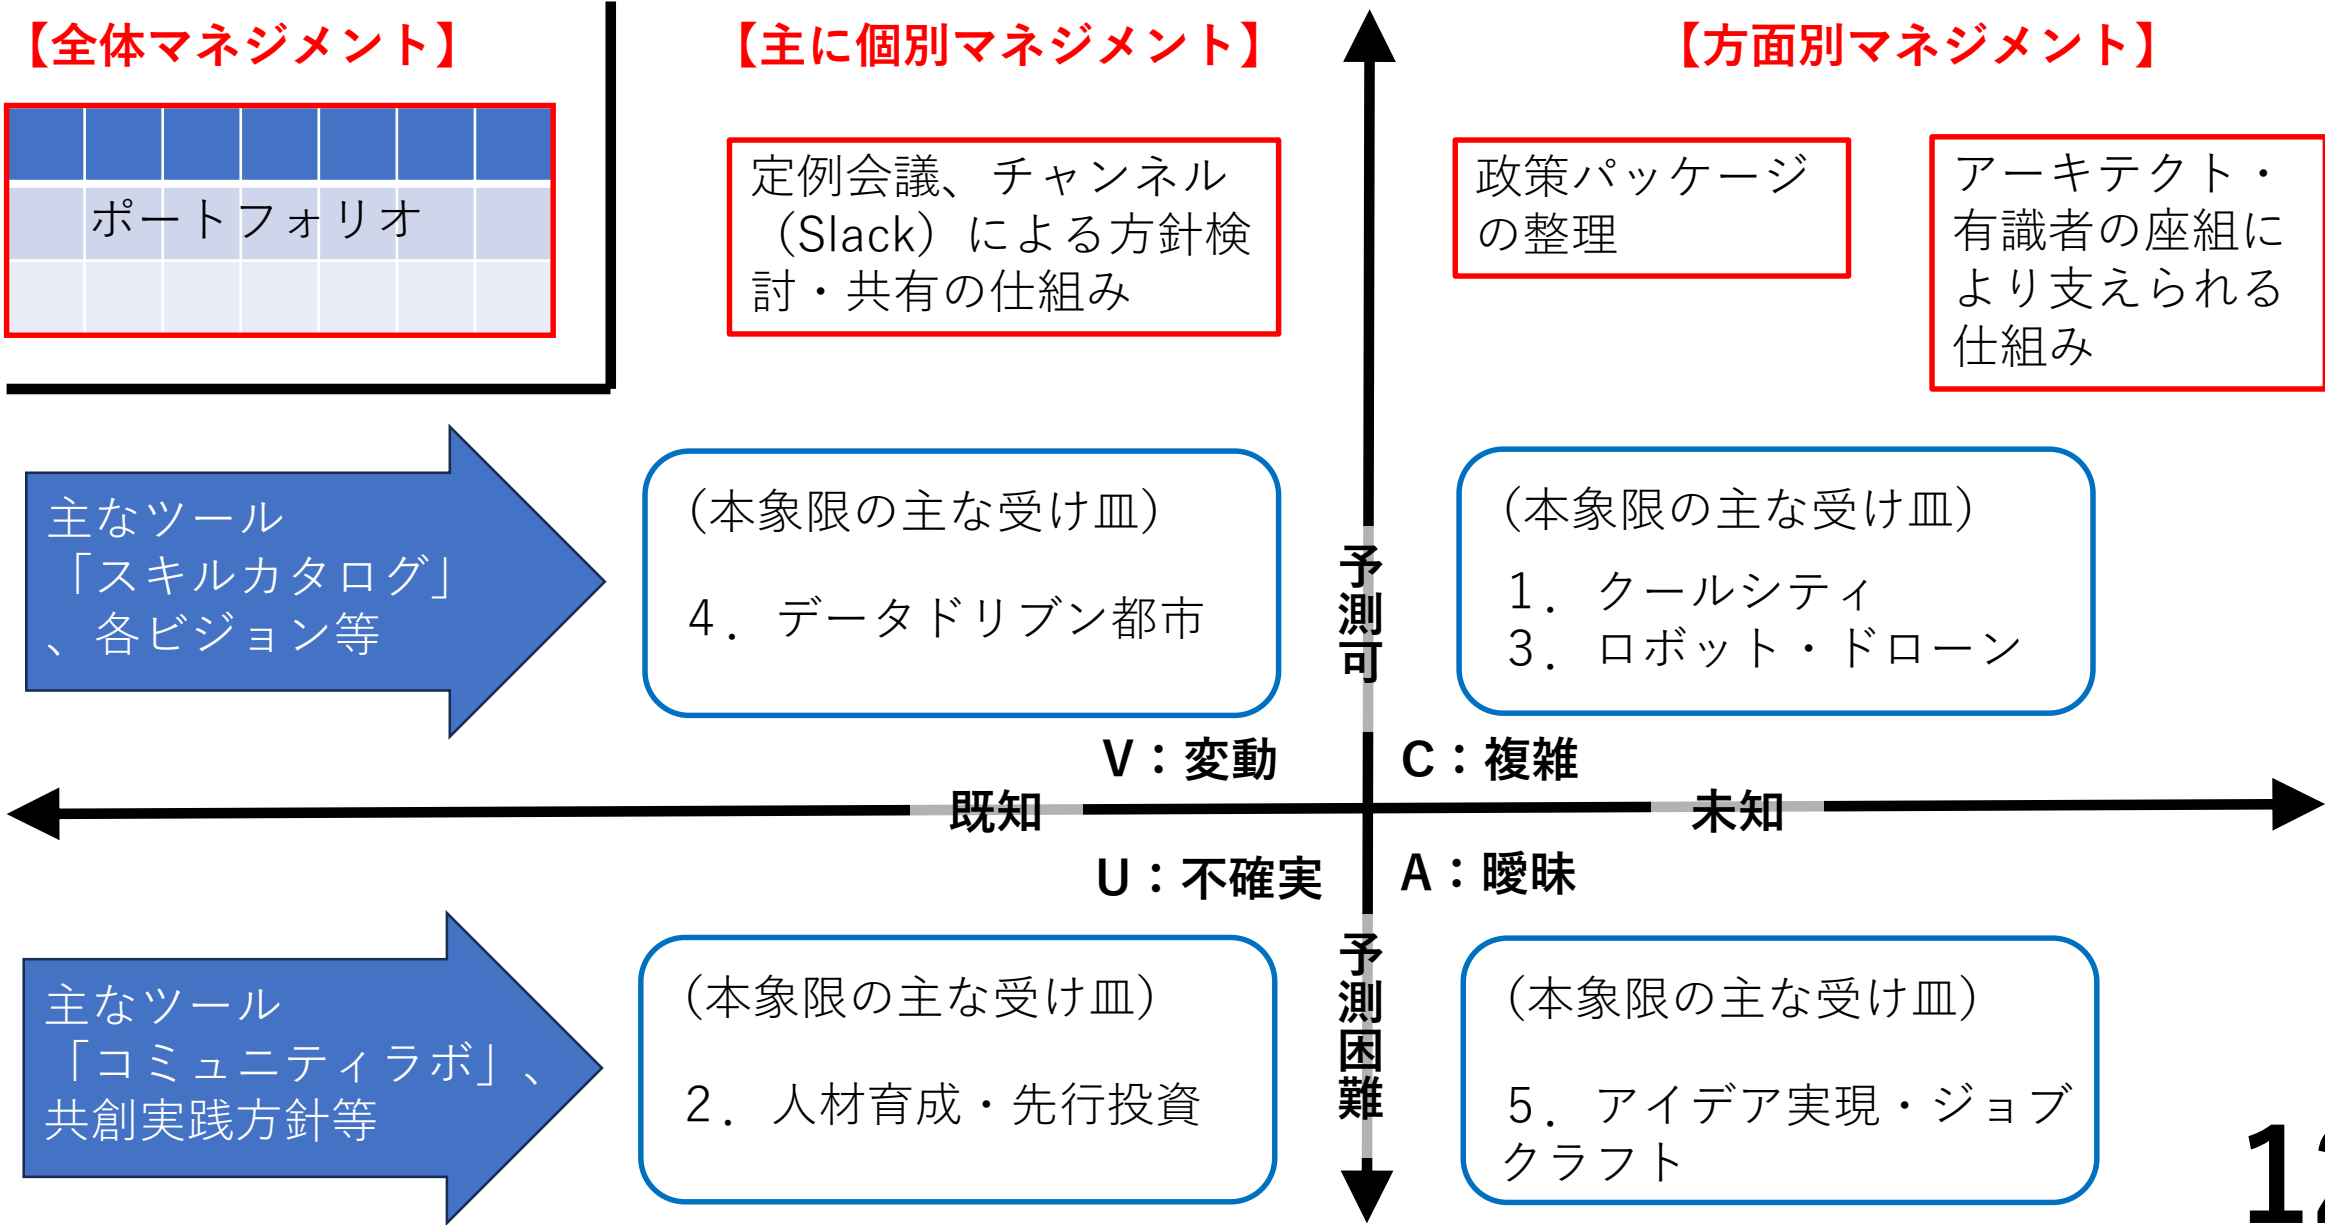 【全体マネジメント】
【主に個別マネジメント】
【方面別マネジメント】
ポートフォリオ
定例会議、チャンネル
（Slack）による方針検
討・共有の仕組み
政策パッケージ
の整理
アーキテクト・
有識者の座組に
より支えられる
仕組み
主なツール
「スキルカタログ」
、各ビジョン等
（本象限の主な受け皿）
４．データドリブン都市
予測可
（本象限の主な受け皿）
１．クールシティ
３．ロボット・ドローン
V：変動
C：複雑
既知
未知
U：不確実
A：曖昧
主なツール
「コミュニティラボ」、
共創実践方針等
（本象限の主な受け皿）
２．人材育成・先行投資
予測困難
（本象限の主な受け皿）
５．アイデア実現・ジョブ
クラフト
12